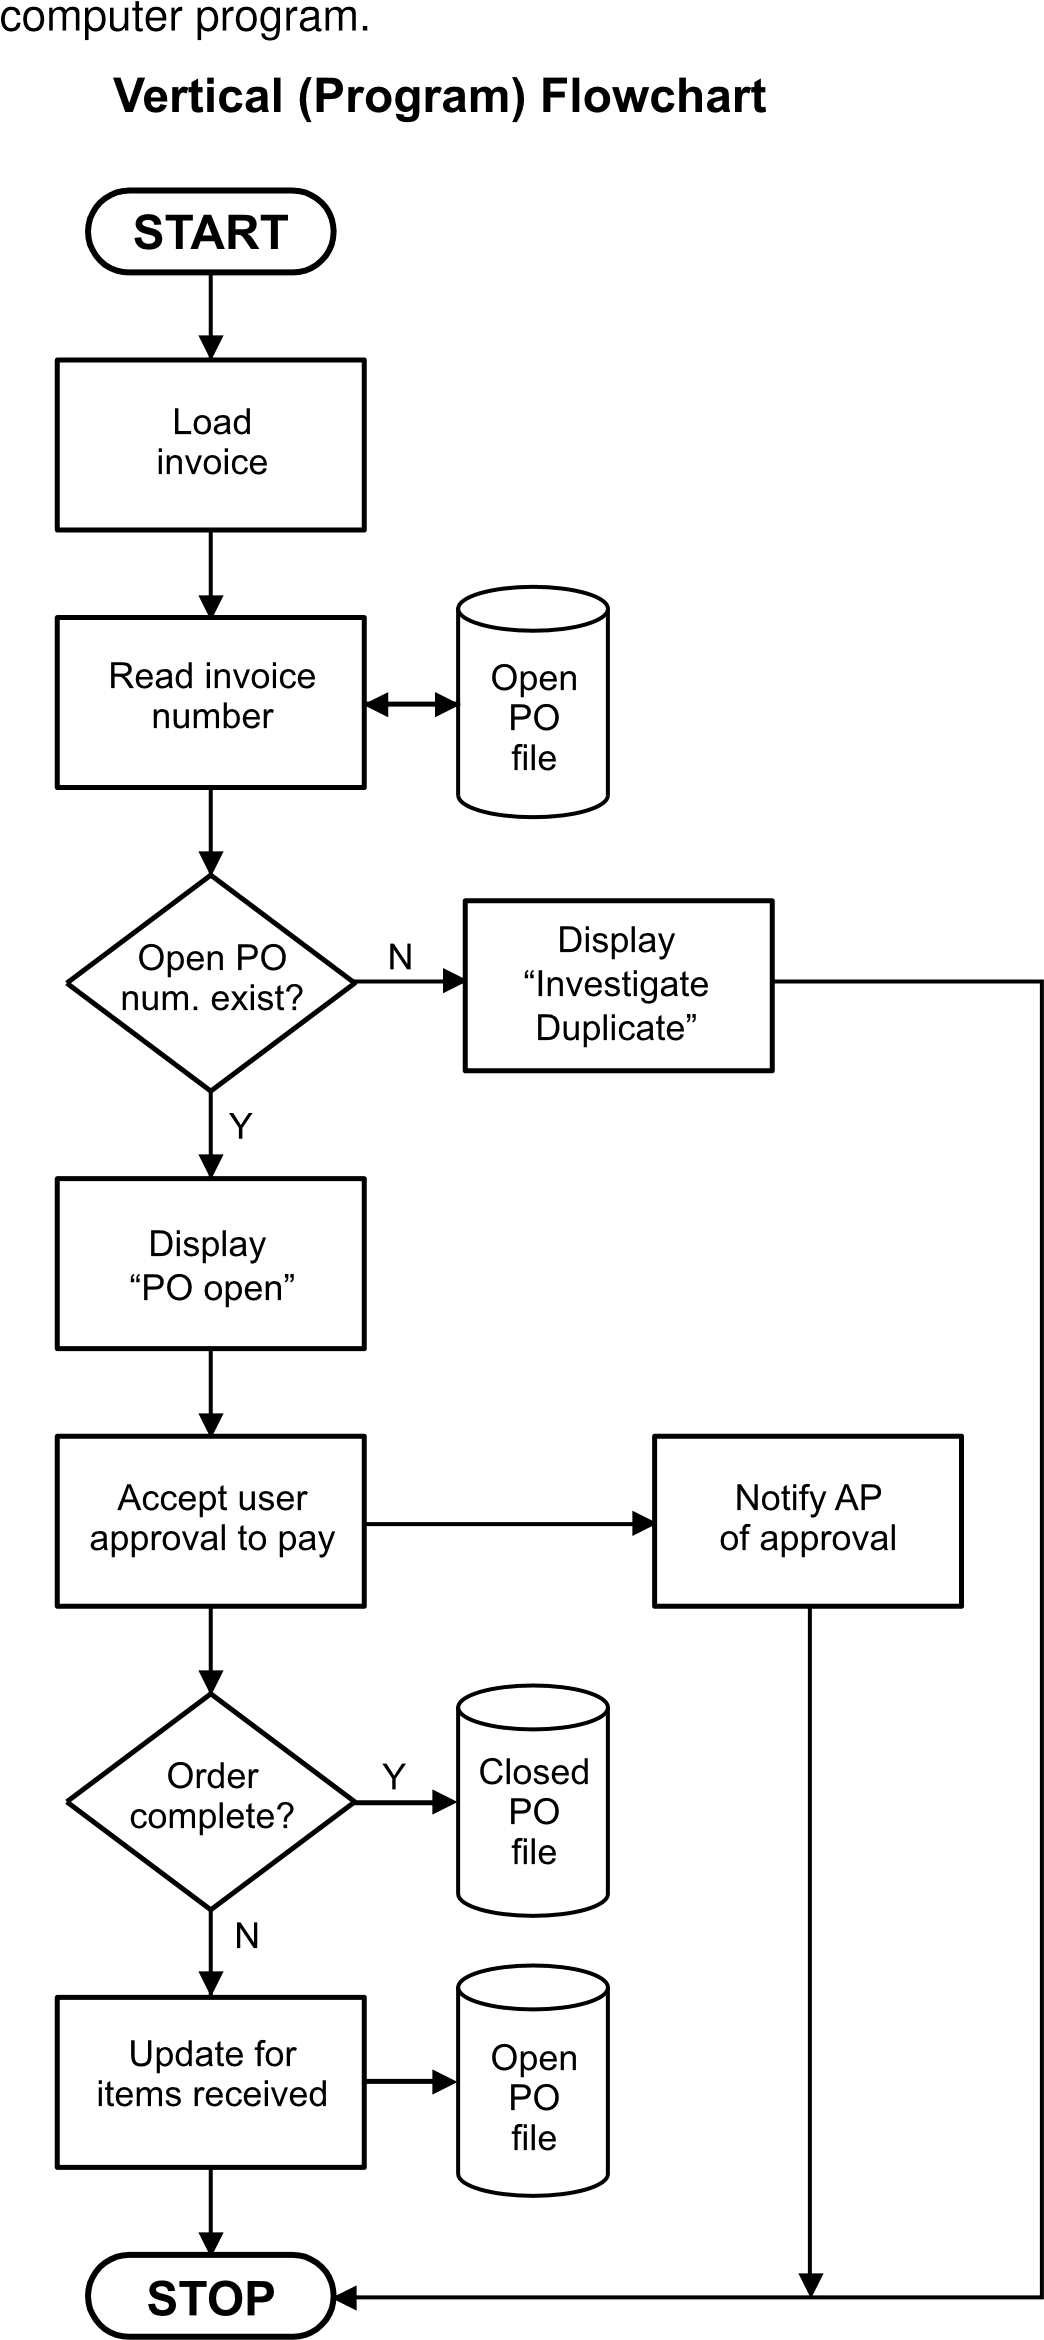 computer program.
Vertical (Program) Flowchart
START
Load
invoice
Read invoice
number
Open
PO
file
Open PO
num. exist?
N
Display
“Investigate
Duplicate”
Y
Display
“PO open”
Accept user
approval to pay
Notify AP
of approval
Order
complete?
Y
Closed
PO
file
N
Update for
items received
Open
PO
file
STOP